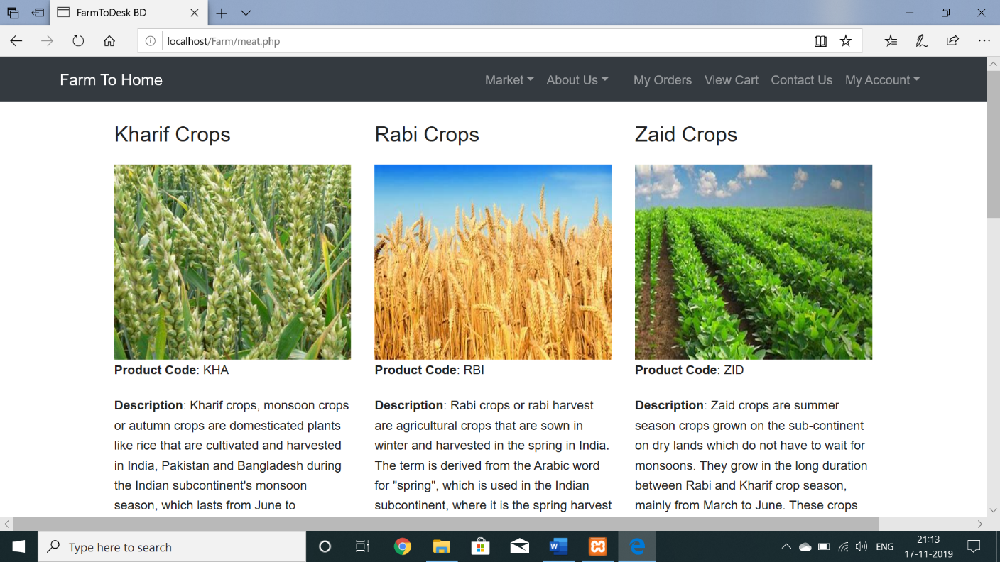 FarmToDesk BD
localhost/Farm/meat.php
Farm To Home
Market About Us My Orders View Cart Contact Us My Account
Kharif Crops
Rabi Crops
Zaid Crops
Product Code: KHA
Description: Kharif crops, monsoon crops
or autumn crops are domesticated plants
like rice that are cultivated and harvested
in India, Pakistan and Bangladesh during
the Indian subcontinent's monsoon
season, which lasts from June to
Product Code: RBI
Description: Rabi crops or rabi harvest
are agricultural crops that are sown in
winter and harvested in the spring in India.
The term is derived from the Arabic word
for "spring", which is used in the Indian
subcontinent, where it is the spring harvest
Product Code: ZID
Description: Zaid crops are summer
season crops grown on the sub-continent
on dry lands which do not have to wait for
monsoons. They grow in the long duration
between Rabi and Kharif crop season,
mainly from March to June. These crops
Type here to search
ENG
21:13
17-11-2019